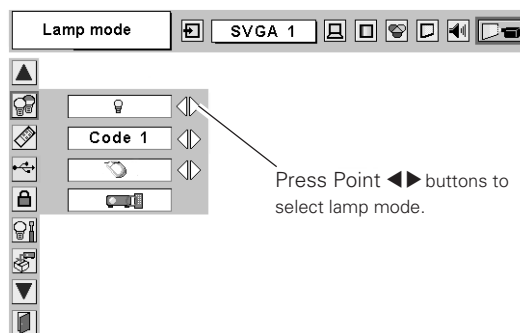 Lamp mode
SVGA 1
Code 1
Press Point ◀▶ buttons to
select lamp mode.